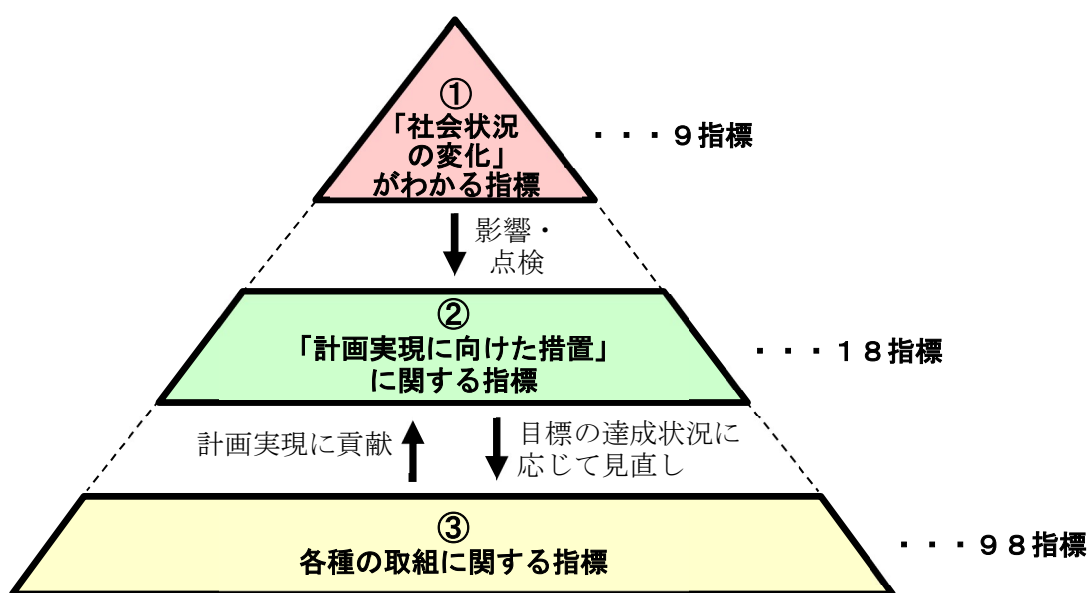 ①
「社会状況
の変化」
がわかる指標
・・・９指標
影響・
点検
②
「計画実現に向けた措置」
に関する指標
・・・１８指標
計画実現に貢献
目標の達成状況に
応じて見直し
③
各種の取組に関する指標
・・・９８指標